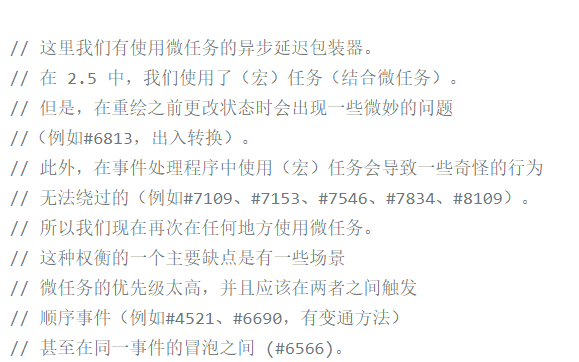 // 这里我们有使用微任务的异步延迟包装器。
// 在 2.5 中，我们使用了（宏）任务（结合微任务）。
// 但是，在重绘之前更改状态时会出现一些微妙的问题
//（例如#6813，出入转换）。
// 此外，在事件处理程序中使用（宏）任务会导致一些奇怪的行为
// 无法绕过的（例如#7109、#7153、#7546、#7834、#8109）。
// 所以我们现在再次在任何地方使用微任务。
// 这种权衡的一个主要缺点是有一些场景
// 微任务的优先级太高，并且应该在两者之间触发
// 顺序事件（例如#4521、#6690，有变通方法）
// 甚至在同一事件的冒泡之间 (#6566)。